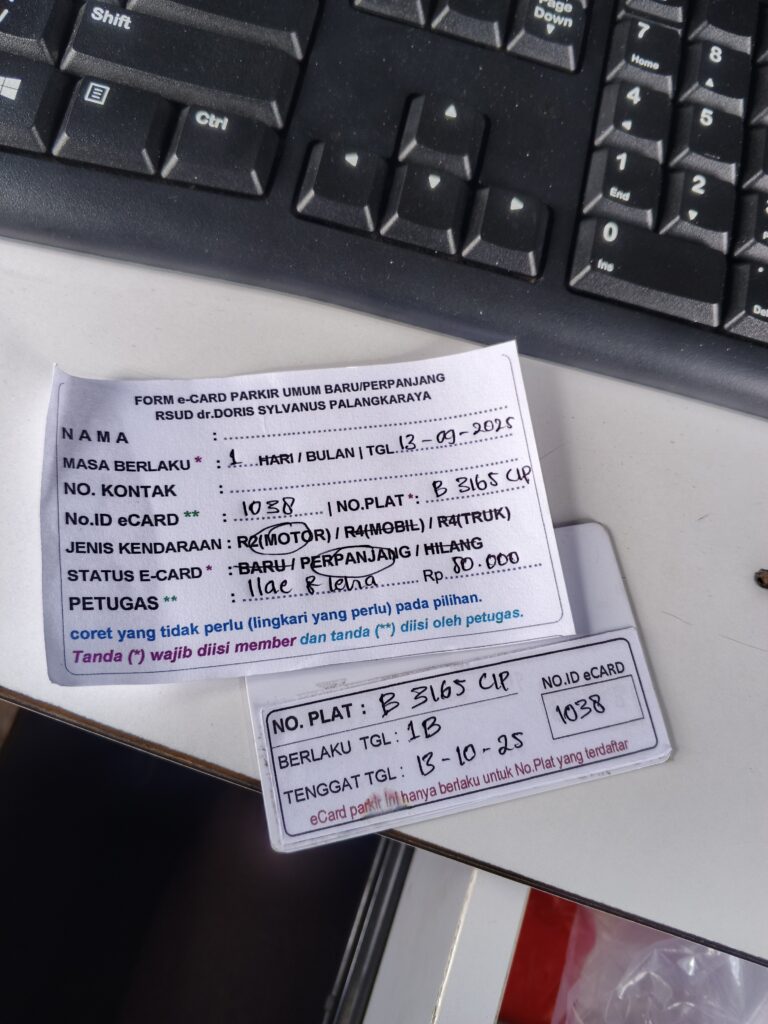 Shift
Ctrl
Page
Down
7
Home
8
4
5
1
End
2
0
Ins
Del
FORM e-CARD PARKIR UMUM BARU/PERPANJANG
RSUD dr.DORIS SYLVANUS PALANGKARAYA
NAMA :
MASA BERLAKU * : 1 HARI / BULAN | TGL. 13-09-2025
NO. KONTAK :
No.ID eCARD ** : 1038 | NO.PLAT *: B 3165 CIP
JENIS KENDARAAN : R2(MOTOR) / R4(MOBIL) / R4(TRUK)
STATUS E-CARD * : BARU / PERPANJANG / HILANG
PETUGAS ** : Rp. 80.000
coret yang tidak perlu (lingkari yang perlu) pada pilihan.
Tanda (*) wajib diisi member dan tanda (**) diisi oleh petugas.
NO. PLAT : B 3165 CIP
NO.ID eCARD
1038
BERLAKU TGL : 1B
TENGGAT TGL : 13-10-25
eCard parkir ini hanya berlaku untuk No.Plat yang terdaftar